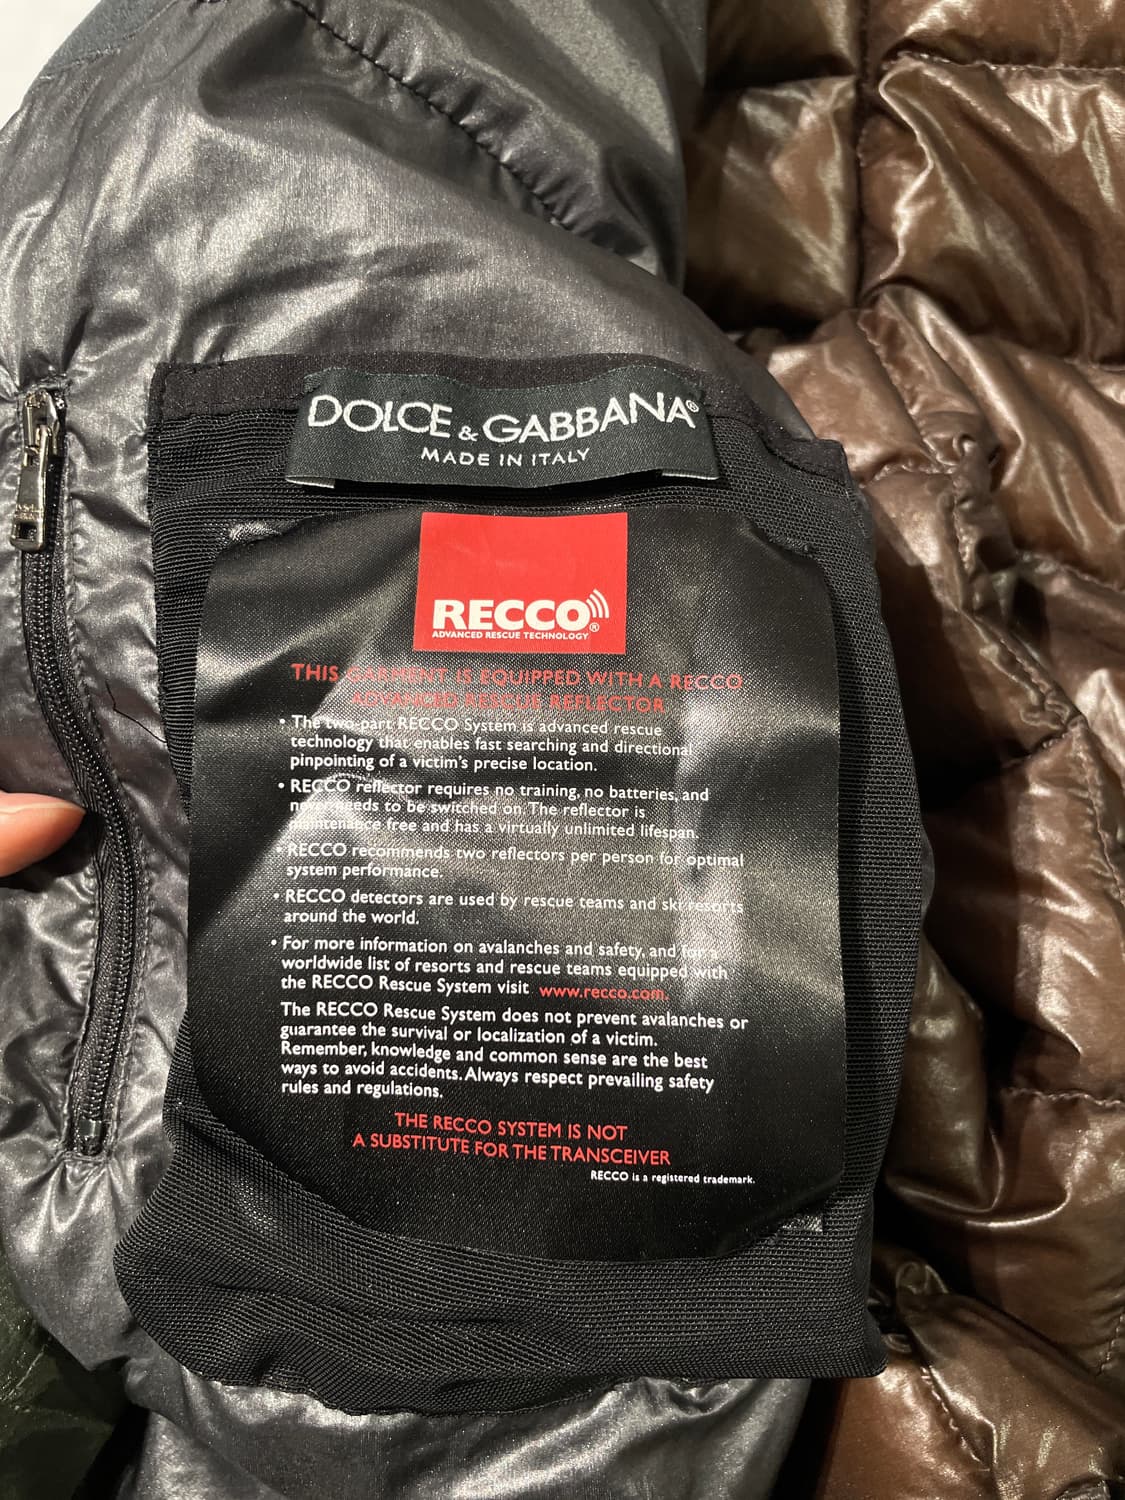 DOLCE & GABBANA®
MADE IN ITALY
RECCO®
ADVANCED RESCUE TECHNOLOGY
THIS GARMENT IS EQUIPPED WITH A RECCO
ADVANCED RESCUE REFLECTOR
• The two-part RECCO System is advanced rescue
technology that enables fast searching and directional
pinpointing of a victim's precise location.
• RECCO reflector requires no training, no batteries, and
never needs to be switched on. The reflector is
maintenance free and has a virtually unlimited lifespan.
• RECCO recommends two reflectors per person for optimal
system performance.
• RECCO detectors are used by rescue teams and ski resorts
around the world.
• For more information on avalanches and safety, and for a
worldwide list of resorts and rescue teams equipped with
the RECCO Rescue System visit www.recco.com.
The RECCO Rescue System does not prevent avalanches or
guarantee the survival or localization of a victim.
Remember, knowledge and common sense are the best
ways to avoid accidents. Always respect prevailing safety
rules and regulations.
THE RECCO SYSTEM IS NOT
A SUBSTITUTE FOR THE TRANSCEIVER
RECCO is a registered trademark.